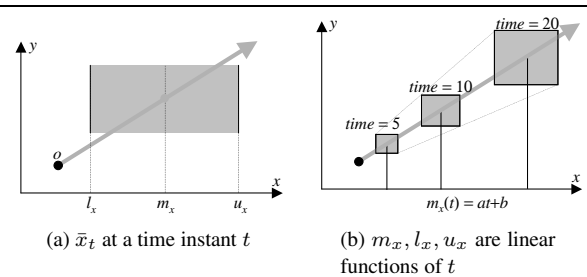 y
o
x
l_x
m_x
u_x
(a) x̄_t at a time instant t
y
time = 20
time = 10
time = 5
x
m_x(t) = at+b
(b) m_x, l_x, u_x are linear
functions of t